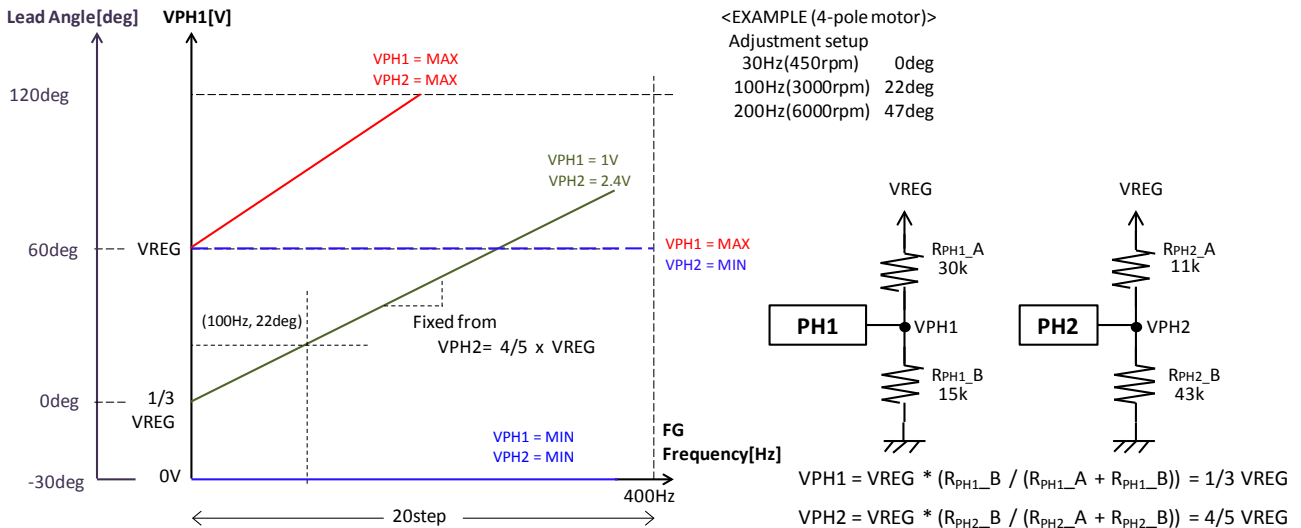 Lead Angle[deg]
VPH1[V]
120deg
60deg
0deg
-30deg
VREG
1/3
VREG
0V
VPH1 = MAX
VPH2 = MAX
VPH1 = 1V
VPH2 = 2.4V
VPH1 = MAX
VPH2 = MIN
(100Hz, 22deg)
Fixed from
VPH2= 4/5 x VREG
VPH1 = MIN
VPH2 = MIN
FG
Frequency[Hz]
400Hz
20step
<EXAMPLE (4-pole motor)>
Adjustment setup
30Hz(450rpm) 0deg
100Hz(3000rpm) 22deg
200Hz(6000rpm) 47deg
VREG
RPH1_A
30k
PH1
VPH1
RPH1_B
15k
VREG
RPH2_A
11k
PH2
VPH2
RPH2_B
43k
VPH1 = VREG * (RPH1_B / (RPH1_A + RPH1_B)) = 1/3 VREG
VPH2 = VREG * (RPH2_B / (RPH2_A + RPH2_B)) = 4/5 VREG